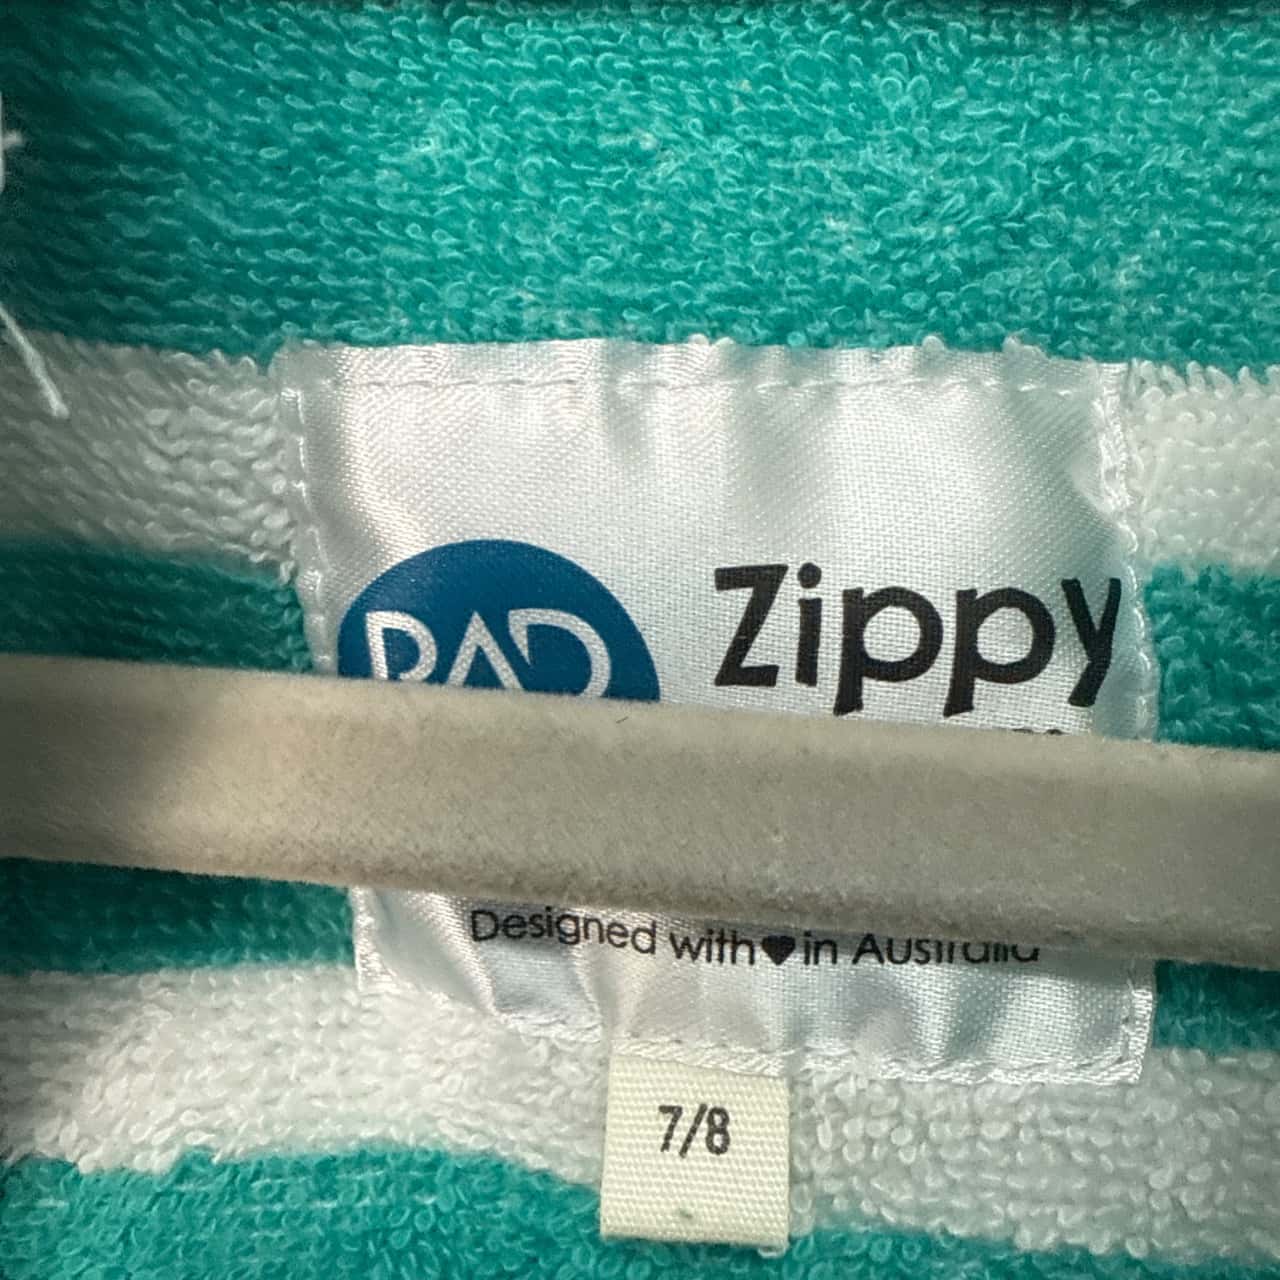 RAD
Zippy
Designed with♥in Australia
7/8